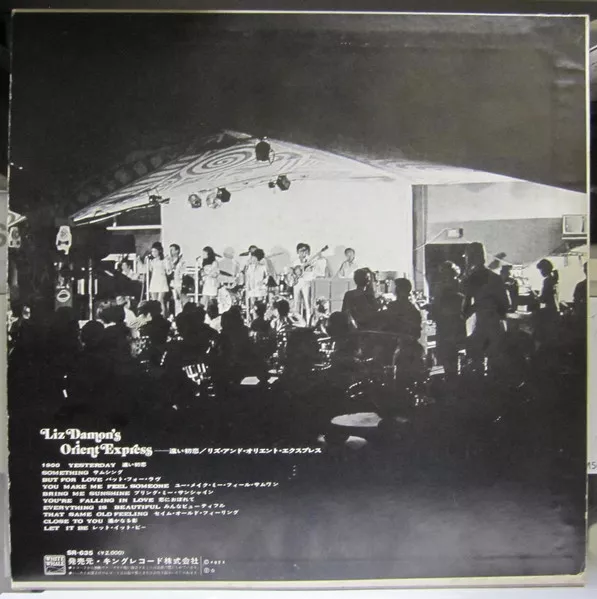 Liz Damon's
Orient Express——遠い初恋/リズ・アンド・オリエント・エクスプレス
1900 YESTERDAY 遠い初恋
SOMETHING サムシング
BUT FOR LOVE バット・フォー・ラヴ
YOU MAKE ME FEEL SOMEONE ユー・メイク・ミー・フィール・サムワン
BRING ME SUNSHINE ブリング・ミー・サンシャイン
YOU'RE FALLING IN LOVE 恋におぼれて
EVERYTHING IS BEAUTIFUL みんなビューティフル
THAT SAME OLD FEELING セイム・オールド・フィーリング
CLOSE TO YOU 遥かなる影
LET IT BE レット・イット・ビー
WHITE WHALE
SR-635 (¥2,000)
発売元・キングレコード株式会社